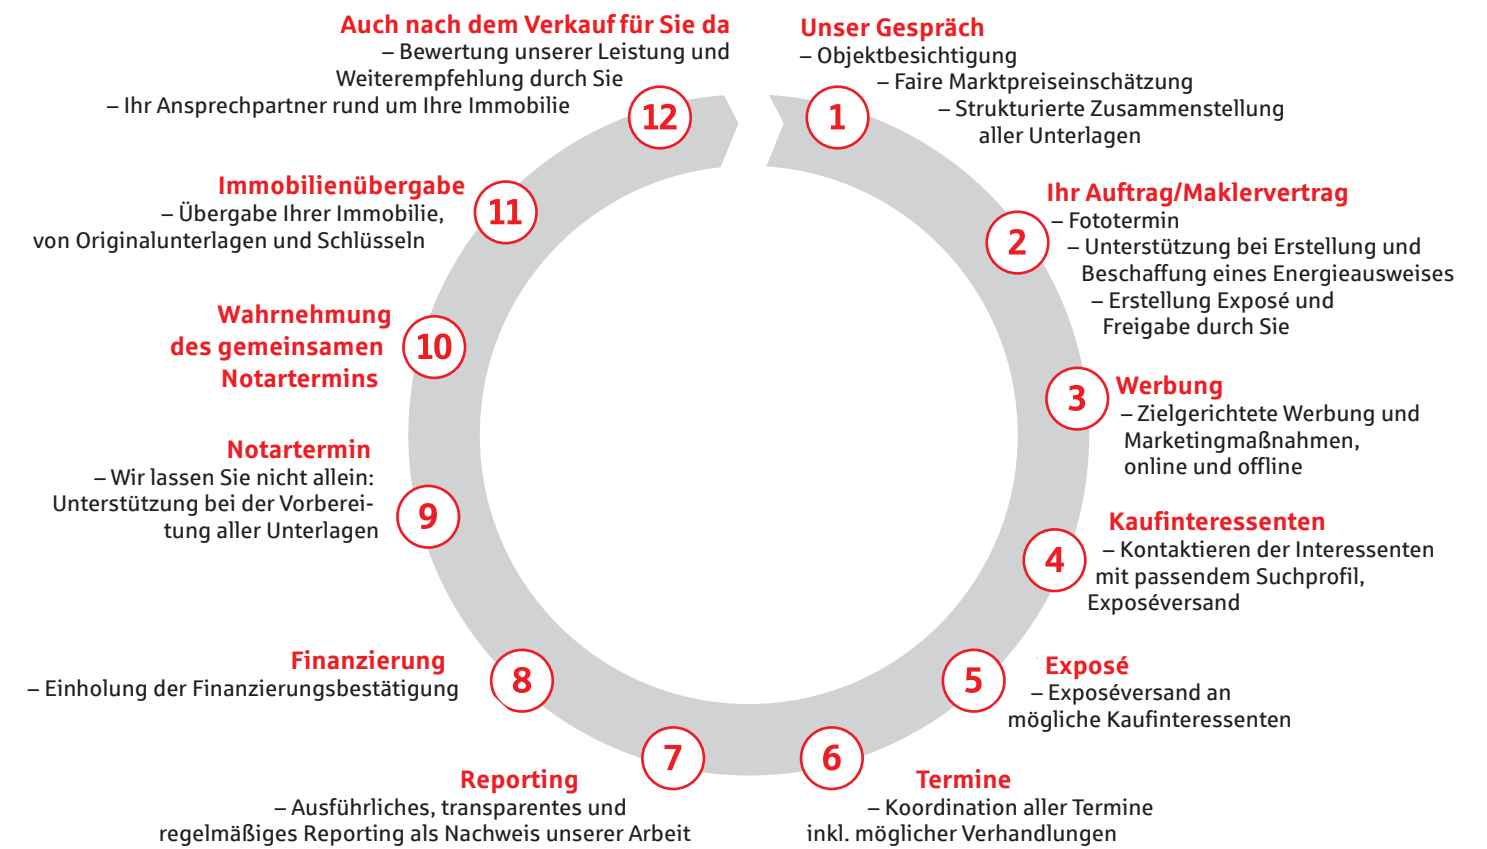 Unser Gespräch
– Objektbesichtigung
– Faire Marktpreiseinschätzung
– Strukturierte Zusammenstellung
aller Unterlagen
1
Ihr Auftrag/Maklervertrag
– Fototermin
– Unterstützung bei Erstellung und
Beschaffung eines Energieausweises
– Erstellung Exposé und
Freigabe durch Sie
2
Werbung
– Zielgerichtete Werbung und
Marketingmaßnahmen,
online und offline
3
Kaufinteressenten
– Kontaktieren der Interessenten
mit passendem Suchprofil,
Exposéversand
4
Exposé
– Exposéversand an
mögliche Kaufinteressenten
5
Termine
– Koordination aller Termine
inkl. möglicher Verhandlungen
6
Reporting
– Ausführliches, transparentes und
regelmäßiges Reporting als Nachweis unserer Arbeit
7
Finanzierung
– Einholung der Finanzierungsbestätigung
8
Notartermin
– Wir lassen Sie nicht allein:
Unterstützung bei der Vorberei-
tung aller Unterlagen
9
Wahrnehmung
des gemeinsamen
Notartermins
10
Immobilienübergabe
– Übergabe Ihrer Immobilie,
von Originalunterlagen und Schlüsseln
11
Auch nach dem Verkauf für Sie da
– Bewertung unserer Leistung und
Weiterempfehlung durch Sie
– Ihr Ansprechpartner rund um Ihre Immobilie
12